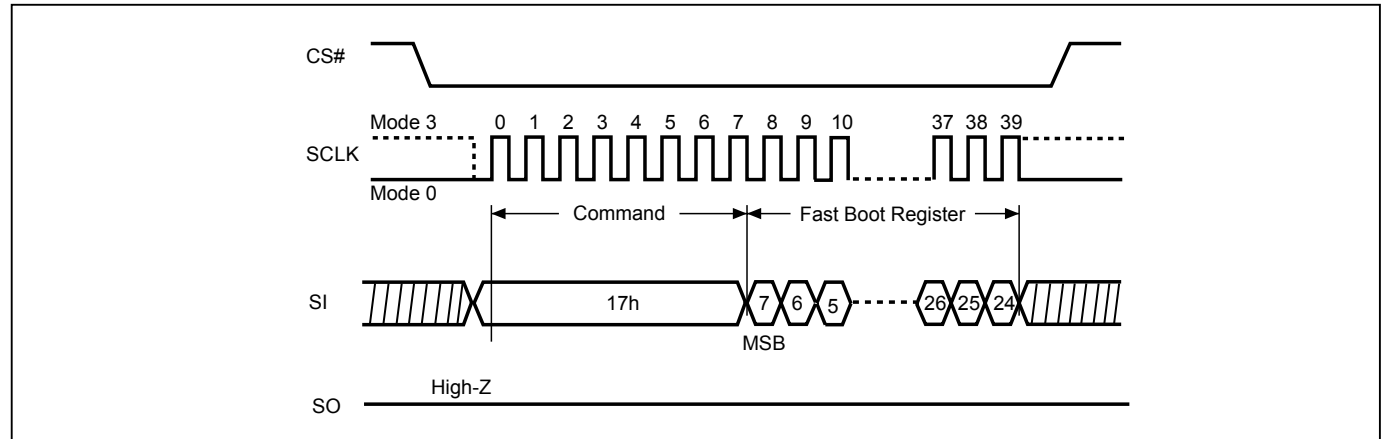 CS#
Mode 3 0 1 2 3 4 5 6 7 8 9 10 37 38 39
SCLK
Mode 0
Command Fast Boot Register
SI 17h 7 6 5 26 25 24
MSB
High-Z
SO